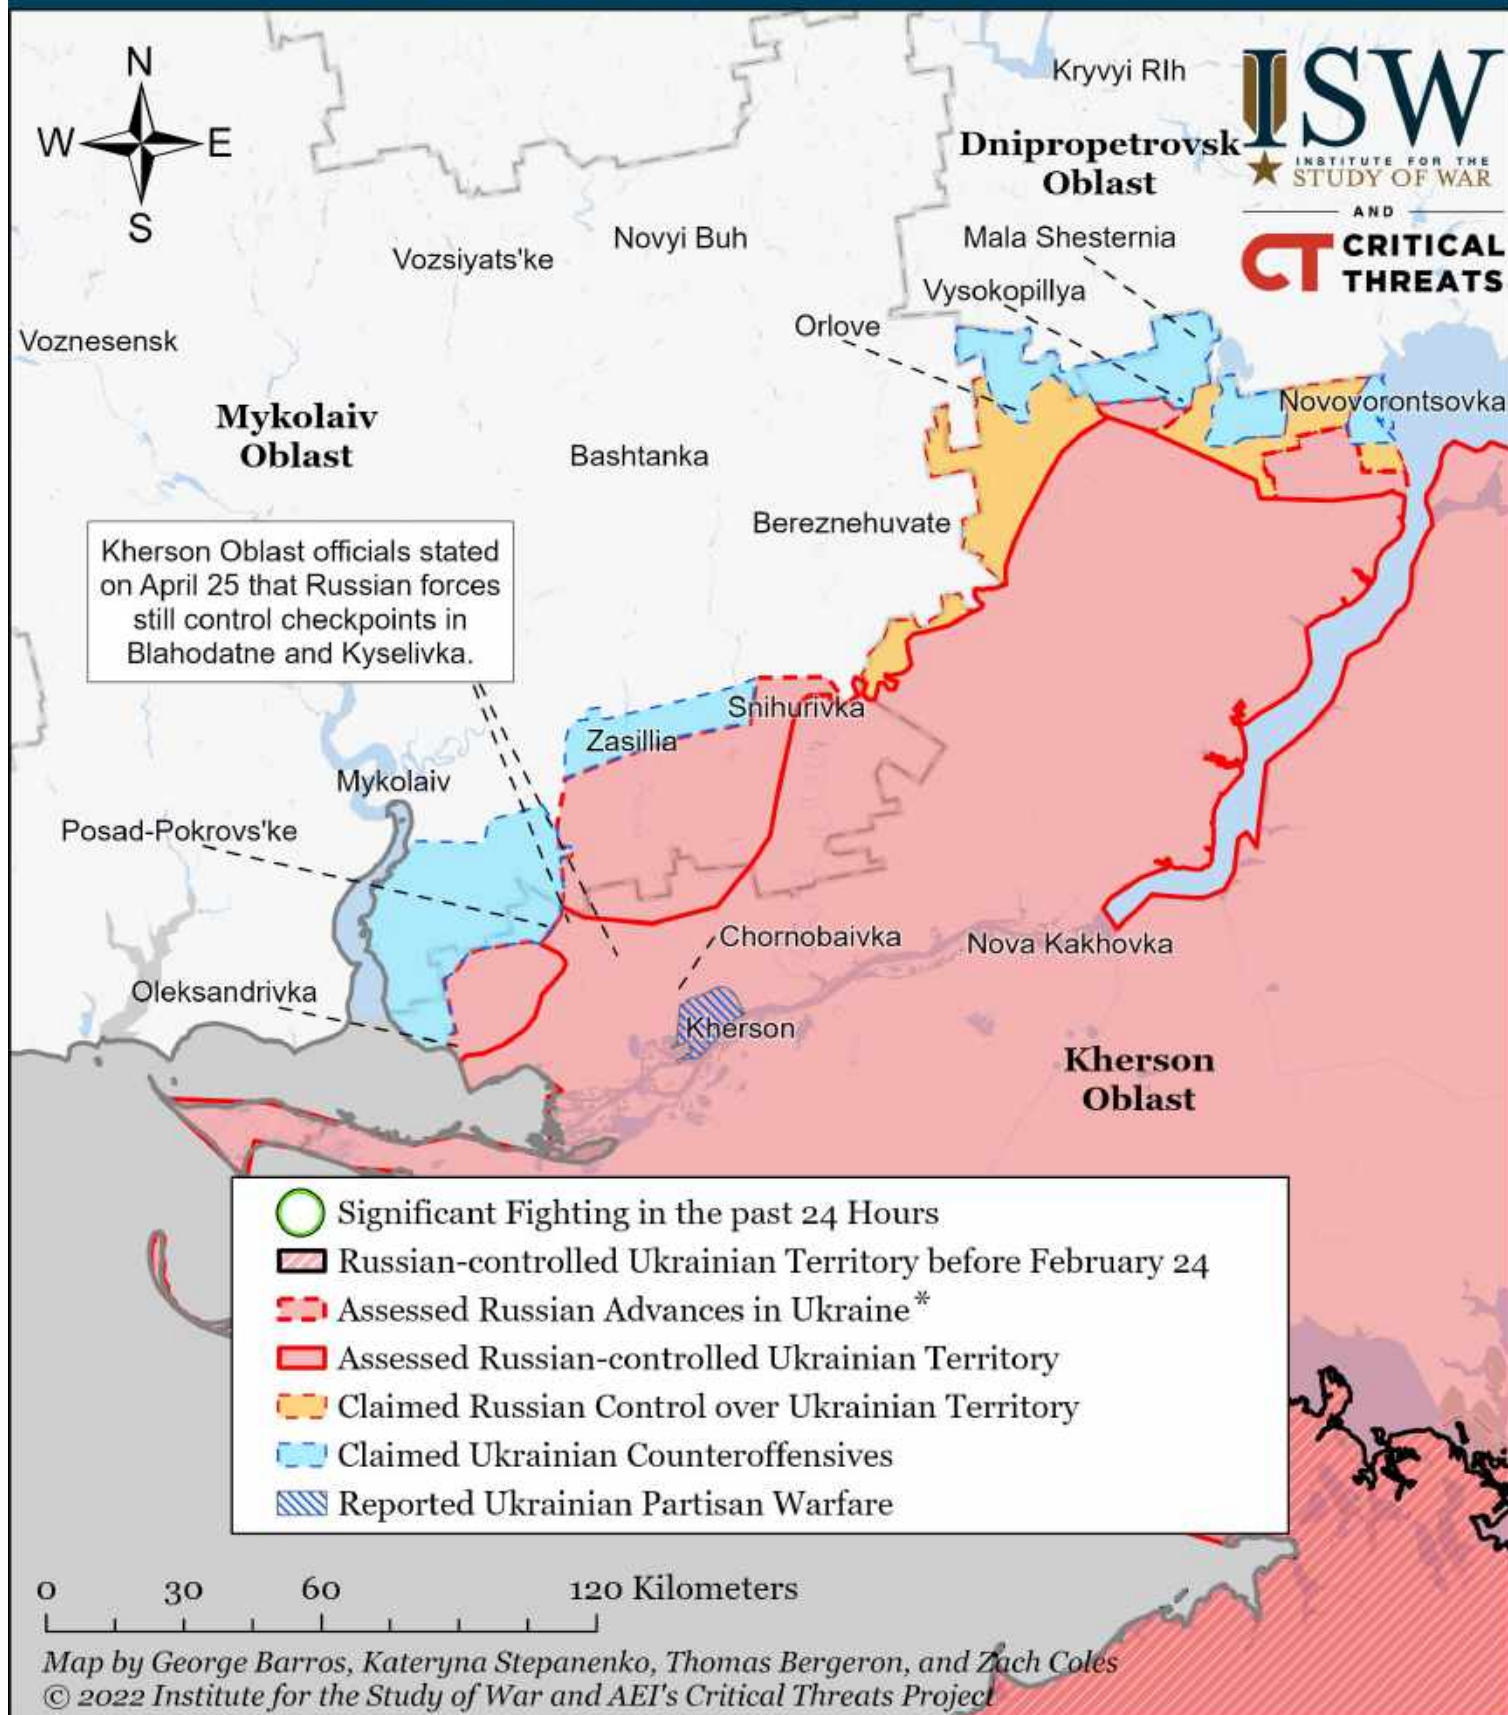 N
W
E
S
Kryvyi RIh
ISW
INSTITUTE FOR THE
STUDY OF WAR
AND
CT CRITICAL
THREATS
Dnipropetrovsk
Oblast
Novyi Buh
Mala Shesternia
Vozsiyats'ke
Vysokopillya
Orlove
Voznesensk
Novovorontsovka
Mykolaiv
Oblast
Bashtanka
Bereznehuvate
Kherson Oblast officials stated
on April 25 that Russian forces
still control checkpoints in
Blahodatne and Kyselivka.
Snihurivka
Zasillia
Mykolaiv
Posad-Pokrovs'ke
Chornobaivka
Nova Kakhovka
Oleksandrivka
Kherson
Kherson
Oblast
Significant Fighting in the past 24 Hours
Russian-controlled Ukrainian Territory before February 24
Assessed Russian Advances in Ukraine*
Assessed Russian-controlled Ukrainian Territory
Claimed Russian Control over Ukrainian Territory
Claimed Ukrainian Counteroffensives
Reported Ukrainian Partisan Warfare
0 30 60 120 Kilometers
Map by George Barros, Kateryna Stepanenko, Thomas Bergeron, and Zach Coles
© 2022 Institute for the Study of War and AEI's Critical Threats Project